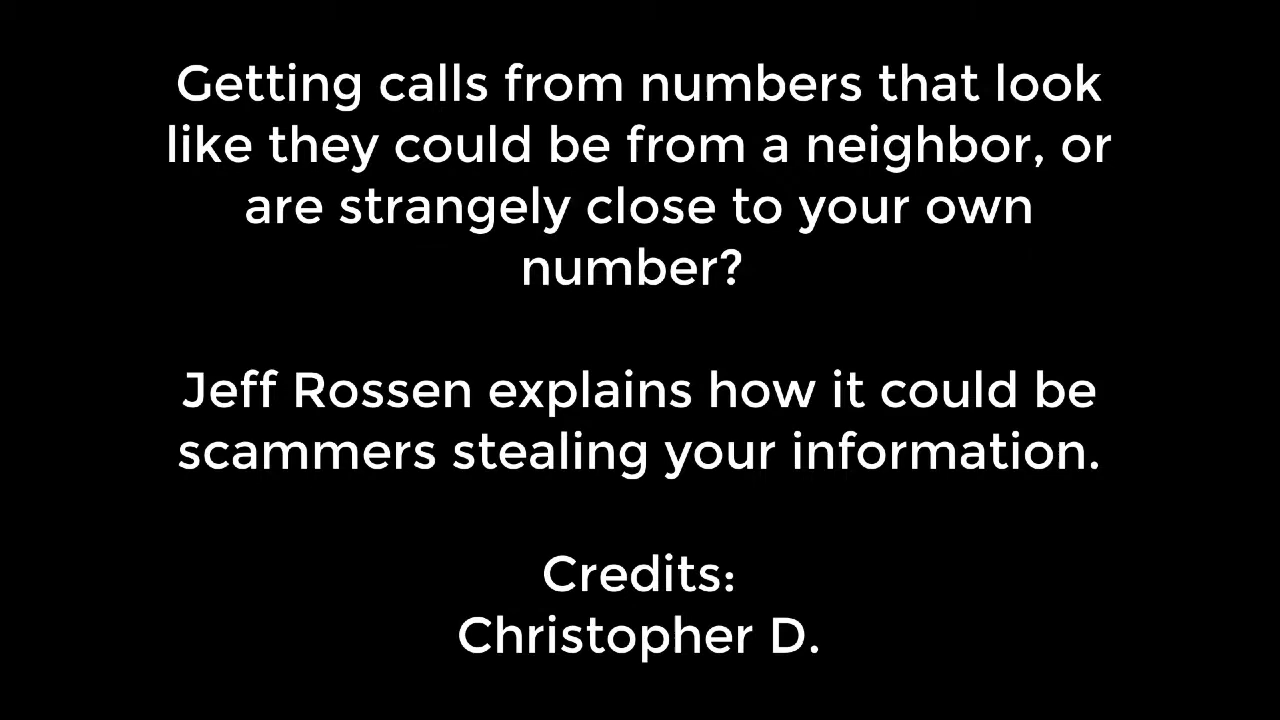 Getting calls from numbers that look
like they could be from a neighbor, or
are strangely close to your own
number?
Jeff Rossen explains how it could be
scammers stealing your information.
Credits:
Christopher D.